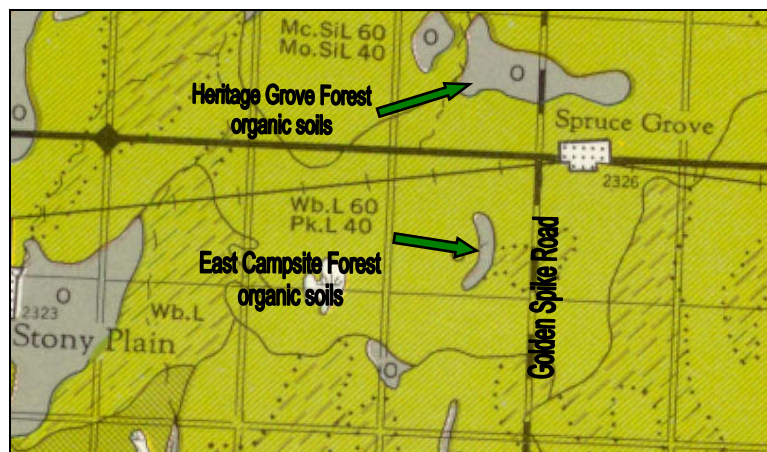 Mc.SiL 60
Mo.SiL 40
O
O
Heritage Grove Forest
organic soils
O
Spruce Grove
2326
Wb.L 60
Pk.L 40
East Campsite Forest
organic soils
Golden Spike Road
O
2323
Wb.L
Stony Plain
O